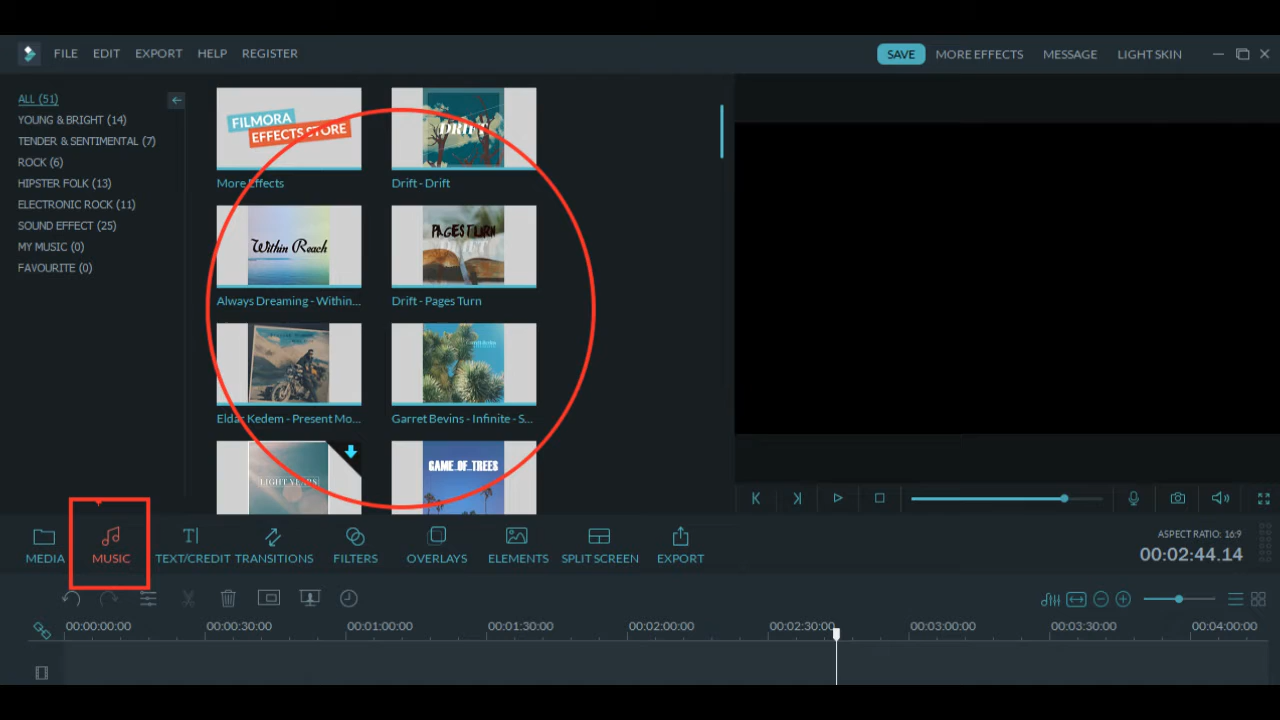 FILE EDIT EXPORT HELP REGISTER
SAVE MORE EFFECTS MESSAGE LIGHT SKIN
ALL (51)
YOUNG & BRIGHT (14)
TENDER & SENTIMENTAL (7)
ROCK (6)
HIPSTER FOLK (13)
ELECTRONIC ROCK (11)
SOUND EFFECT (25)
MY MUSIC (0)
FAVOURITE (0)
FILMORA
EFFECTS STORE
DRIFT
More Effects
Drift - Drift
Within Reach
PAGES TURN
DRIFT
Always Dreaming - Within...
Drift - Pages Turn
Eldar Kedem - Present Mo...
Garret Bevins - Infinite - S...
LIGHT YEARS
GAME OF TREES
MEDIA MUSIC TEXT/CREDIT TRANSITIONS FILTERS OVERLAYS ELEMENTS SPLIT SCREEN EXPORT
ASPECT RATIO: 16:9
00:02:44.14
00:00:00:00 00:00:30:00 00:01:00:00 00:01:30:00 00:02:00:00 00:02:30:00 00:03:00:00 00:03:30:00 00:04:00:00